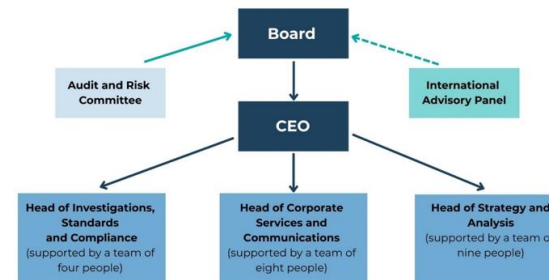 Board
Audit and Risk
Committee
International
Advisory Panel
CEO
Head of Investigations,
Standards
and Compliance
(supported by a team of
four people)
Head of Corporate
Services and
Communications
(supported by a team of
eight people)
Head of Strategy and
Analysis
(supported by a team o
nine people)